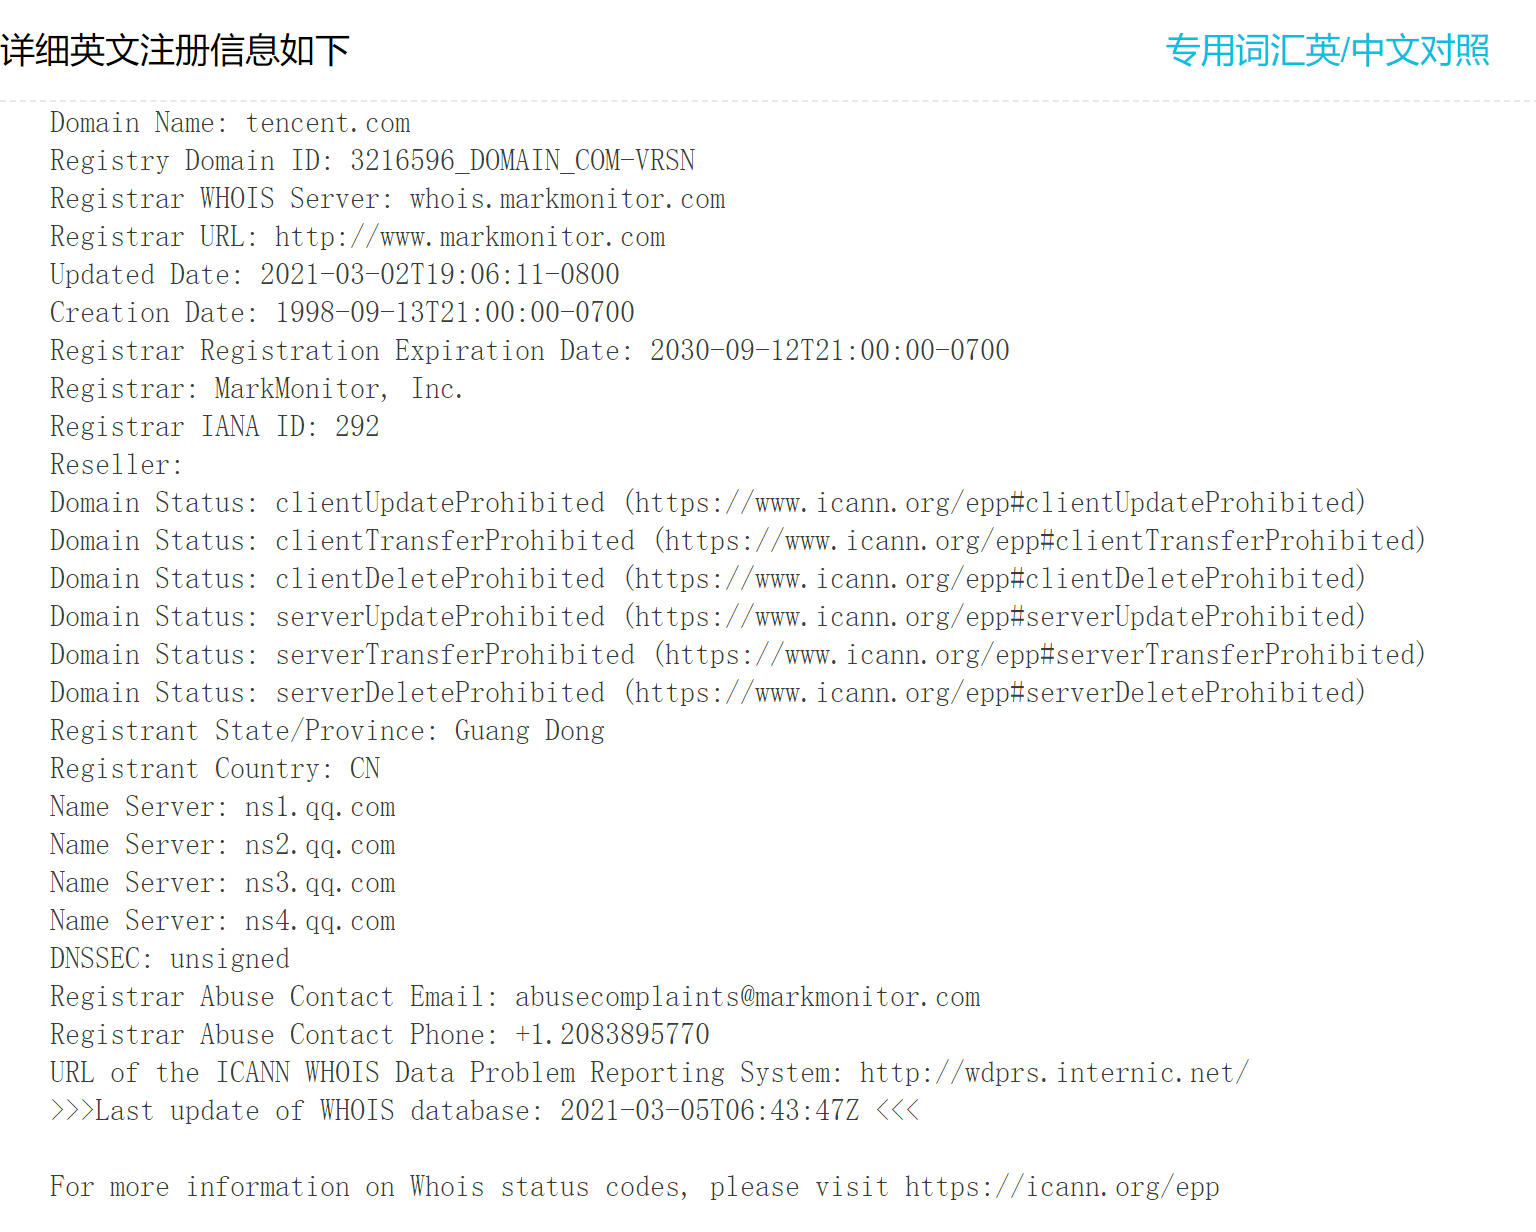 详细英文注册信息如下
专用词汇英/中文对照
Domain Name: tencent.com
Registry Domain ID: 3216596_DOMAIN_COM-VRSN
Registrar WHOIS Server: whois.markmonitor.com
Registrar URL: http://www.markmonitor.com
Updated Date: 2021-03-02T19:06:11-0800
Creation Date: 1998-09-13T21:00:00-0700
Registrar Registration Expiration Date: 2030-09-12T21:00:00-0700
Registrar: MarkMonitor, Inc.
Registrar IANA ID: 292
Reseller:
Domain Status: clientUpdateProhibited (https://www.icann.org/epp#clientUpdateProhibited)
Domain Status: clientTransferProhibited (https://www.icann.org/epp#clientTransferProhibited)
Domain Status: clientDeleteProhibited (https://www.icann.org/epp#clientDeleteProhibited)
Domain Status: serverUpdateProhibited (https://www.icann.org/epp#serverUpdateProhibited)
Domain Status: serverTransferProhibited (https://www.icann.org/epp#serverTransferProhibited)
Domain Status: serverDeleteProhibited (https://www.icann.org/epp#serverDeleteProhibited)
Registrant State/Province: Guang Dong
Registrant Country: CN
Name Server: ns1.qq.com
Name Server: ns2.qq.com
Name Server: ns3.qq.com
Name Server: ns4.qq.com
DNSSEC: unsigned
Registrar Abuse Contact Email: abusecomplaints@markmonitor.com
Registrar Abuse Contact Phone: +1.2083895770
URL of the ICANN WHOIS Data Problem Reporting System: http://wdprs.internic.net/
>>>Last update of WHOIS database: 2021-03-05T06:43:47Z <<<
For more information on Whois status codes, please visit https://icann.org/epp